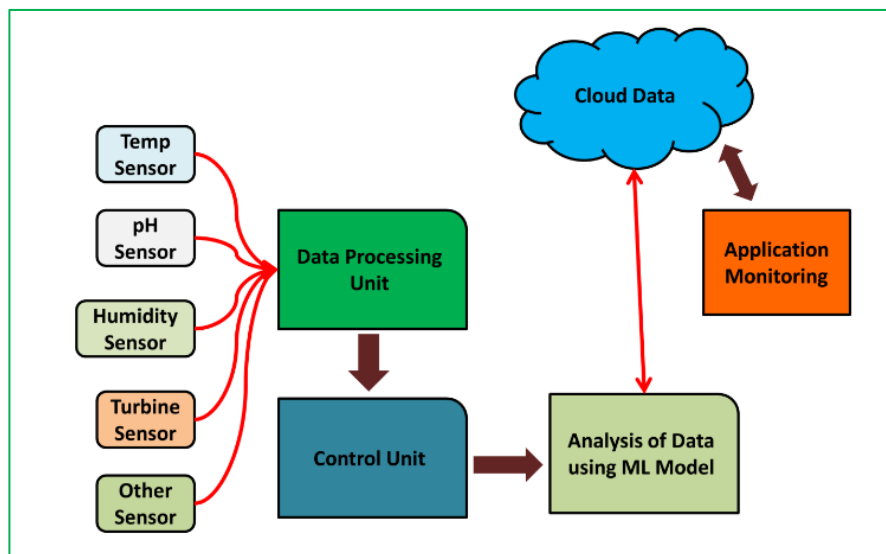 Cloud Data
Temp
Sensor
pH
Sensor
Data Processing
Unit
Application
Monitoring
Humidity
Sensor
Turbine
Sensor
Control Unit
Analysis of Data
using ML Model
Other
Sensor